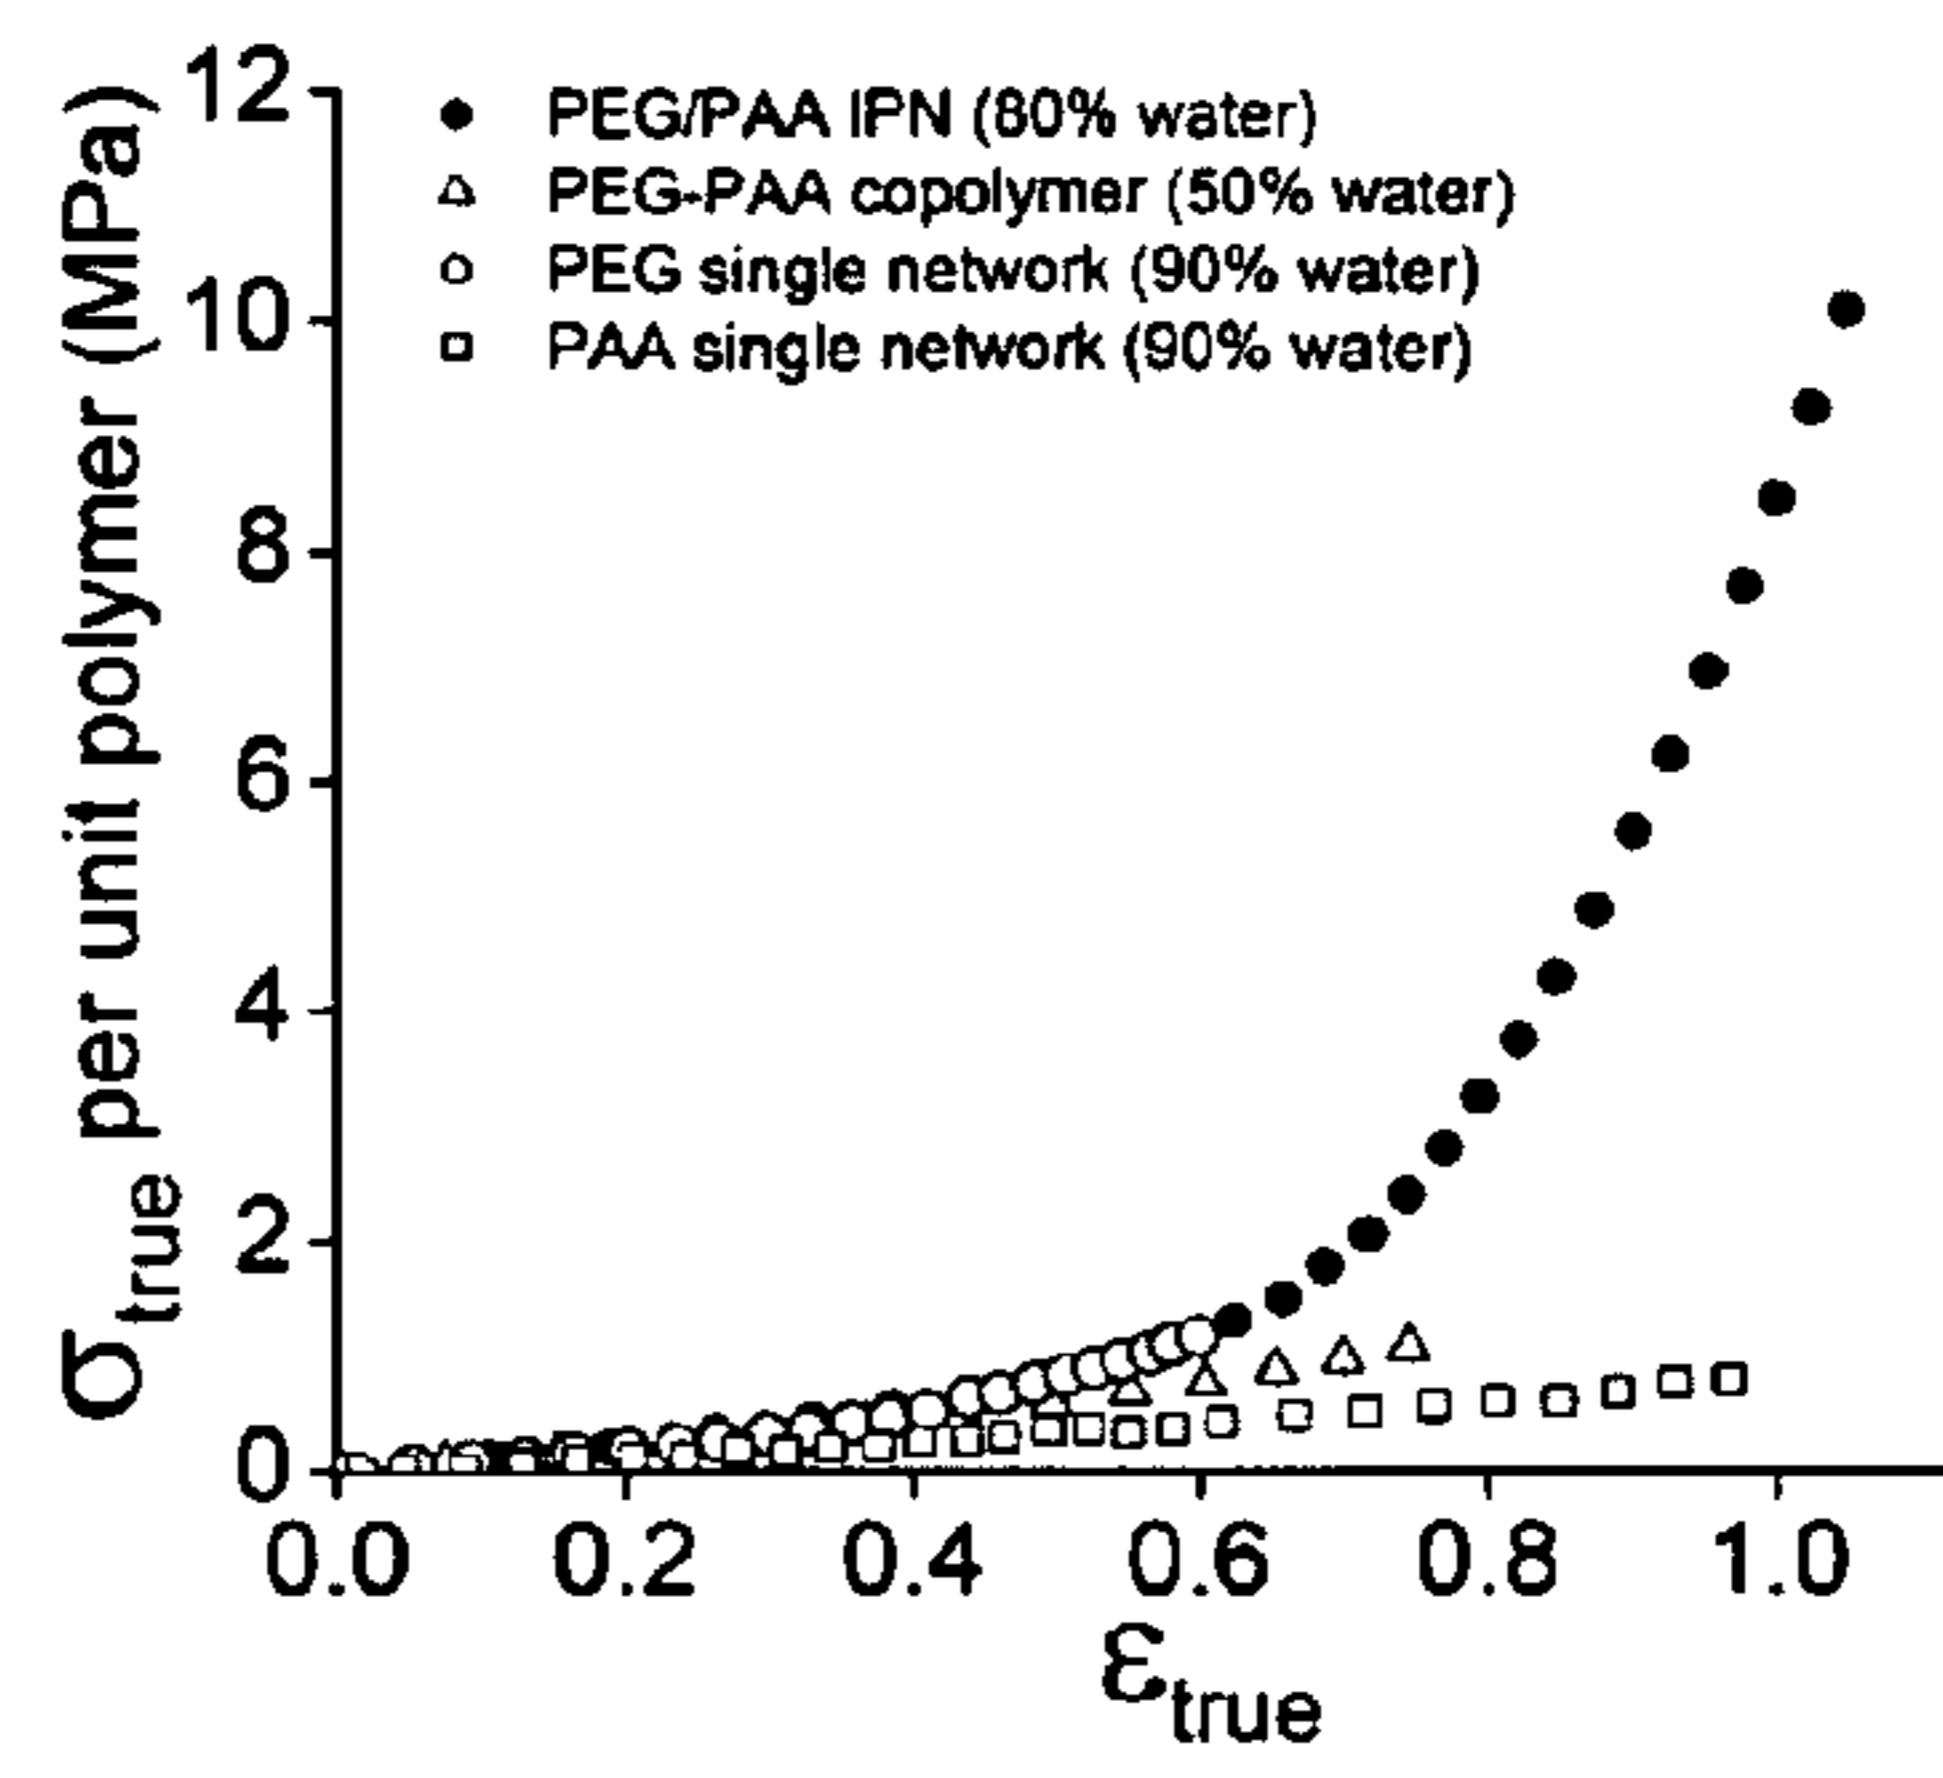 σtrue per unit polymer (MPa)
12
10
8
6
4
2
0
PEG/PAA IPN (80% water)
PEG-PAA copolymer (50% water)
PEG single network (90% water)
PAA single network (90% water)
0.0 0.2 0.4 0.6 0.8 1.0
εtrue